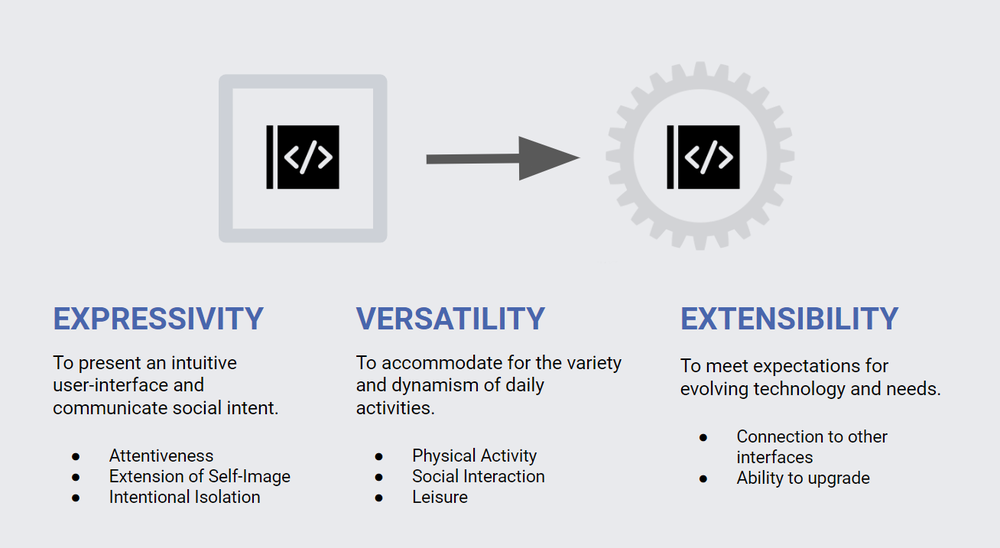 </>
</>
EXPRESSIVITY
To present an intuitive
user-interface and
communicate social intent.
● Attentiveness
● Extension of Self-Image
● Intentional Isolation
VERSATILITY
To accommodate for the variety
and dynamism of daily
activities.
● Physical Activity
● Social Interaction
● Leisure
EXTENSIBILITY
To meet expectations for
evolving technology and needs.
● Connection to other
interfaces
● Ability to upgrade